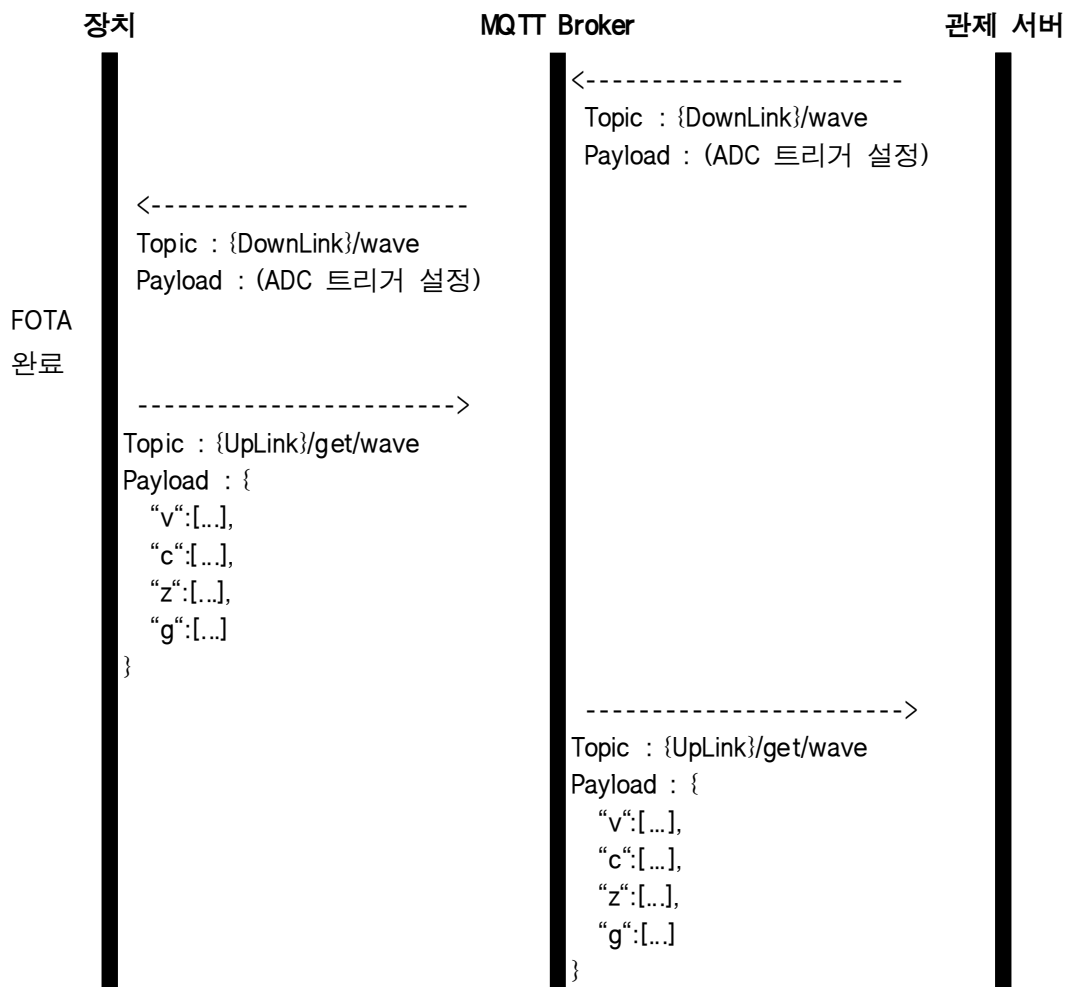 장치 MQTT Broker 관제 서버
<------------------------
Topic : {DownLink}/wave
Payload : (ADC 트리거 설정)
<------------------------
Topic : {DownLink}/wave
Payload : (ADC 트리거 설정)
FOTA
완료
------------------------>
Topic : {UpLink}/get/wave
Payload : {
“v“:[...],
“c“:[...],
“z“:[...],
“g“:[...]
}
------------------------>
Topic : {UpLink}/get/wave
Payload : {
“v“:[...],
“c“:[...],
“z“:[...],
“g“:[...]
}